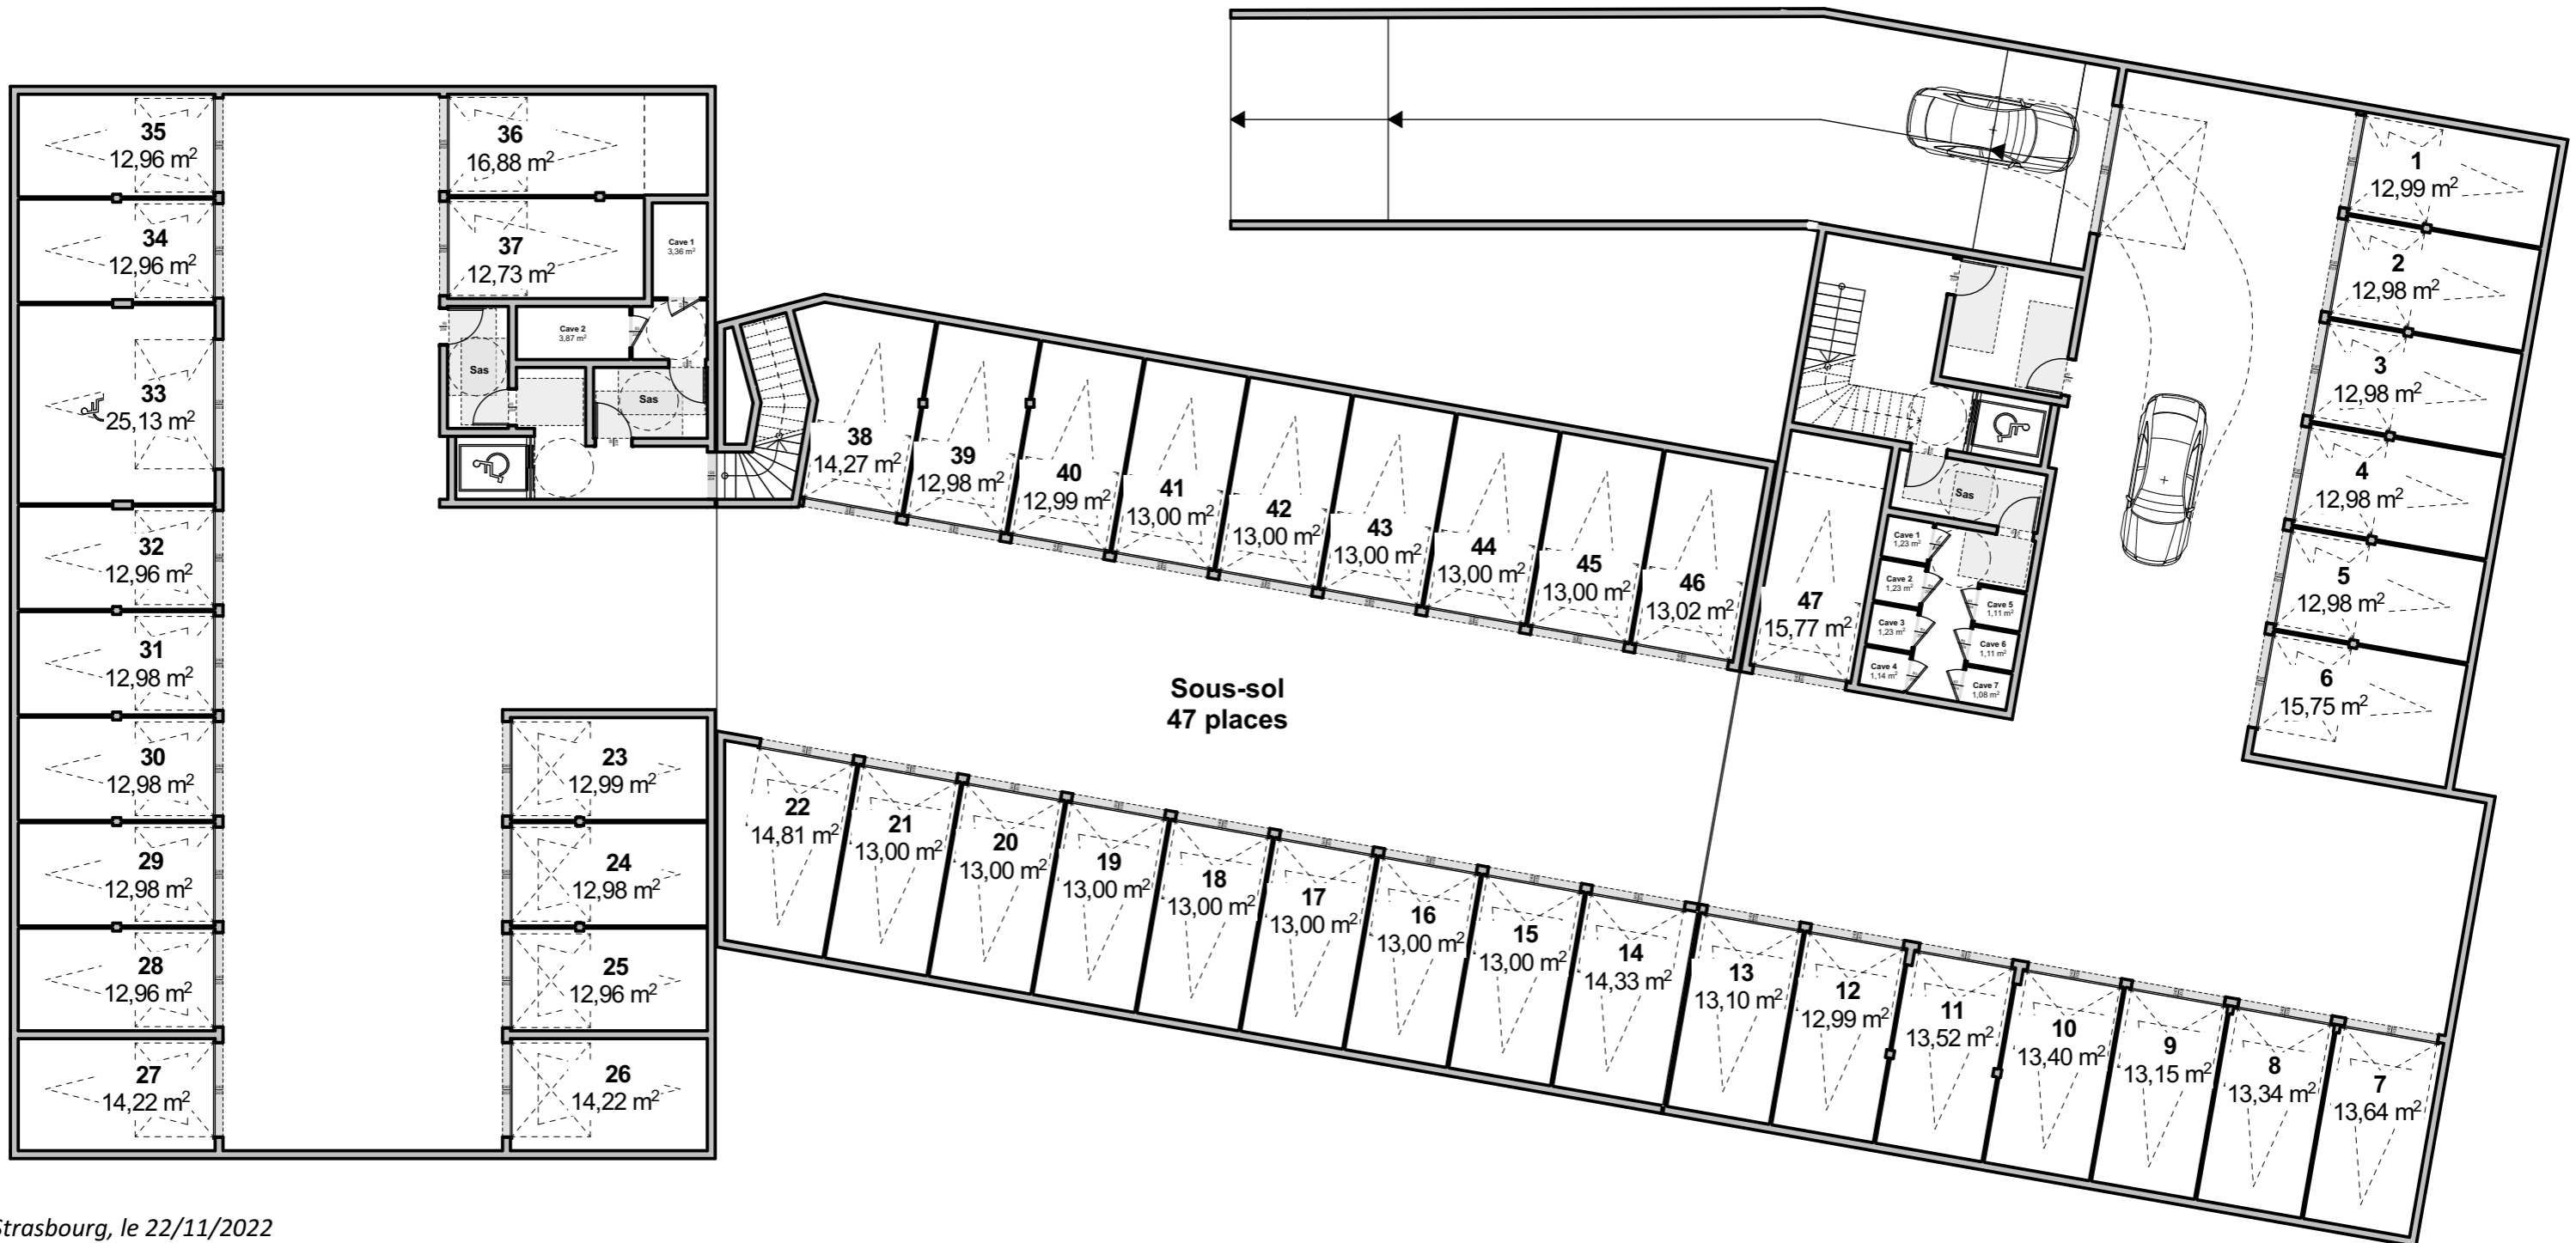 35
12,96 m²
34
12,96 m²
33
25,13 m²
32
12,96 m²
31
12,98 m²
30
12,98 m²
29
12,98 m²
28
12,96 m²
27
14,22 m²
36
16,88 m²
37
12,73 m²
Cave 1
3,36 m²
Cave 2
3,87 m²
Sas
Sas
23
12,99 m²
24
12,98 m²
25
12,96 m²
26
14,22 m²
38
14,27 m²
39
12,98 m²
40
12,99 m²
41
13,00 m²
42
13,00 m²
43
13,00 m²
44
13,00 m²
45
13,00 m²
46
13,02 m²
47
15,77 m²
Sous-sol
47 places
Sas
Cave 1
1,23 m²
Cave 2
1,23 m²
Cave 3
1,23 m²
Cave 4
1,14 m²
Cave 5
1,11 m²
Cave 6
1,11 m²
Cave 7
1,08 m²
1
12,99 m²
2
12,98 m²
3
12,98 m²
4
12,98 m²
5
12,98 m²
6
15,75 m²
22
14,81 m²
21
13,00 m²
20
13,00 m²
19
13,00 m²
18
13,00 m²
17
13,00 m²
16
13,00 m²
15
13,00 m²
14
14,33 m²
13
13,10 m²
12
12,99 m²
11
13,52 m²
10
13,40 m²
9
13,15 m²
8
13,34 m²
7
13,64 m²
Strasbourg, le 22/11/2022